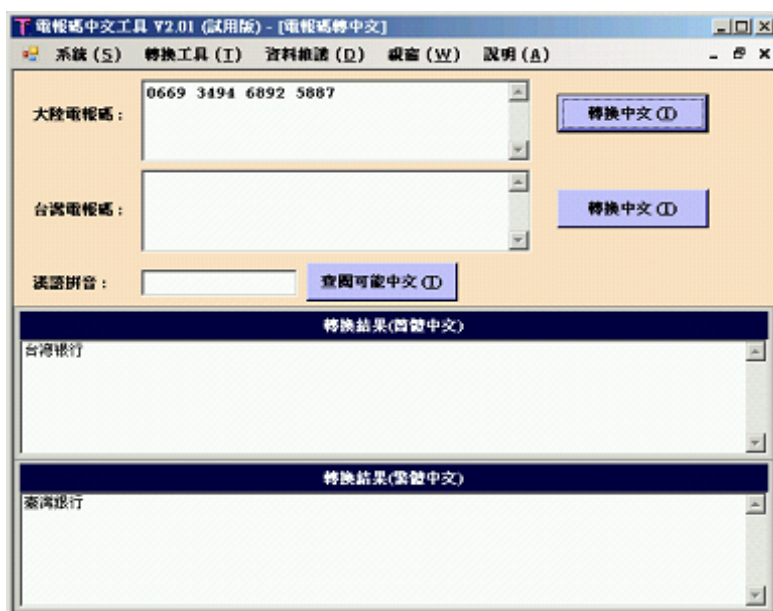 電報碼中文工具 V2.01 (試用版) - [電報碼轉中文]
系統 (S) 轉換工具 (T) 資料維護 (D) 視窗 (W) 說明 (A)
大陸電報碼：
0669 3494 6892 5887
轉換中文(I)
台灣電報碼：
轉換中文(I)
漢語拼音：
查閱可能中文(I)
轉換結果(簡體中文)
台湾银行
轉換結果(繁體中文)
臺灣銀行